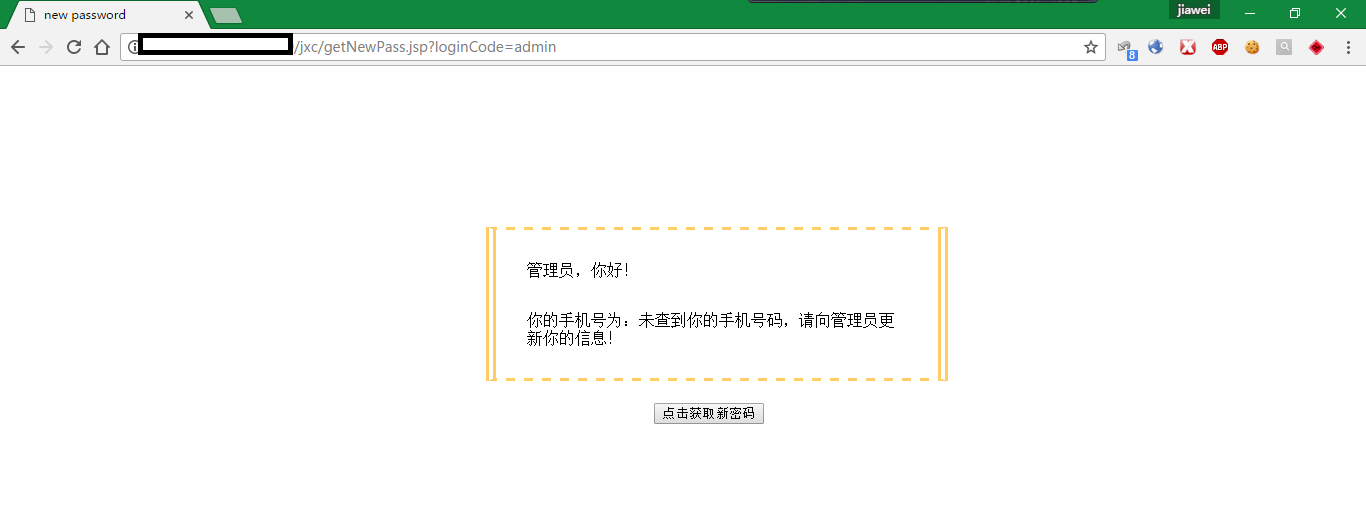 new password
jiawei
/jxc/getNewPass.jsp?loginCode=admin
8
ABP
管理员，你好！
你的手机号为：未查到你的手机号码，请向管理员更
新你的信息！
点击获取新密码